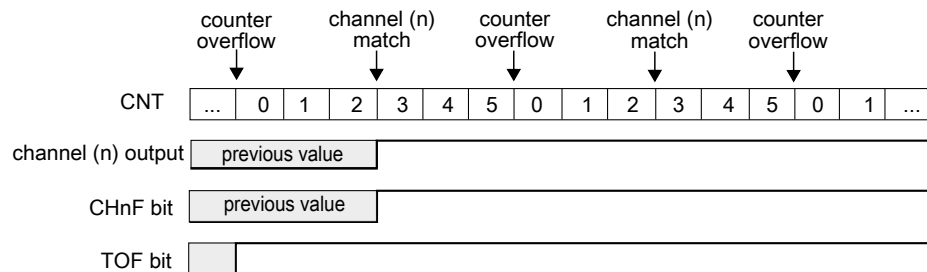 counter overflow
channel (n) match
counter overflow
channel (n) match
counter overflow
CNT ... 0 1 2 3 4 5 0 1 2 3 4 5 0 1 ...
channel (n) output previous value
CHnF bit previous value
TOF bit